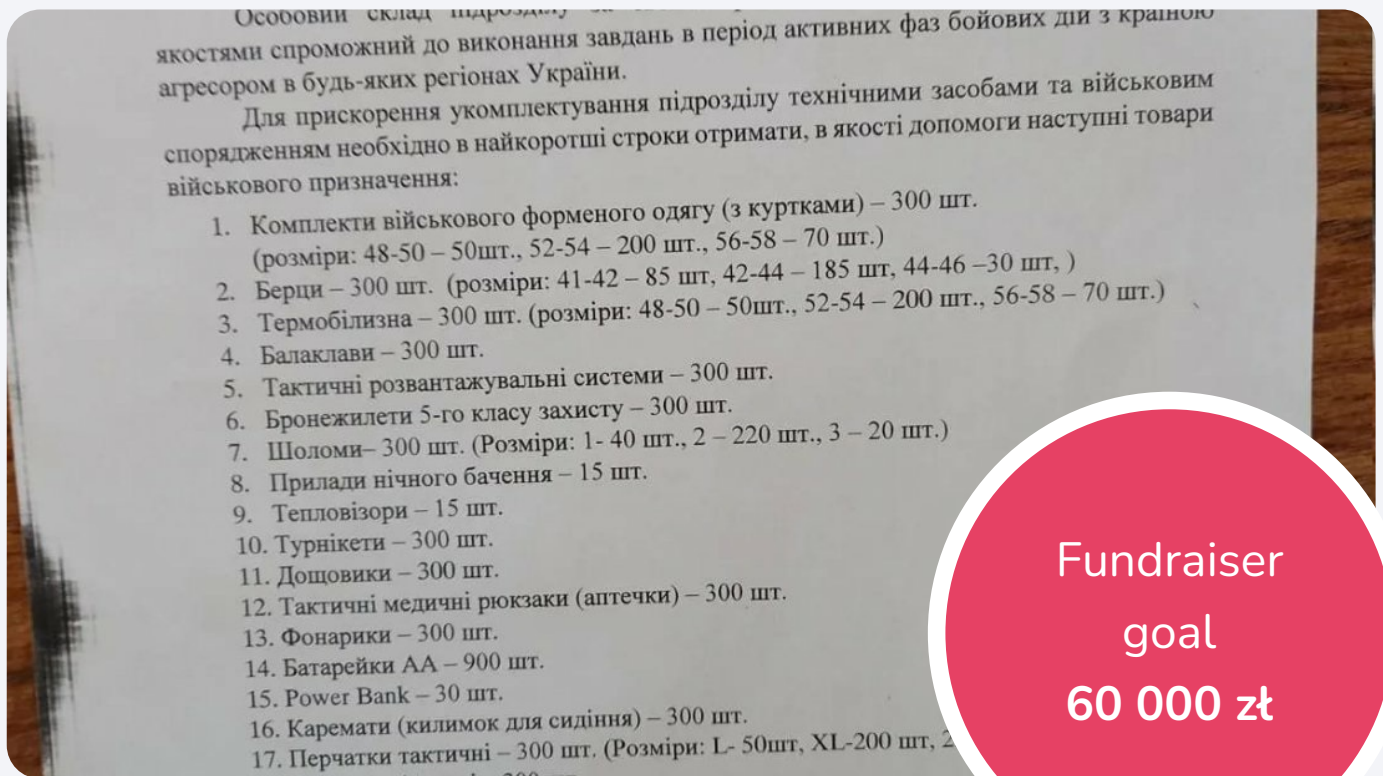 Особовий склад підрозділу
якостями спроможний до виконання завдань в період активних фаз бойових дій з країною
агресором в будь-яких регіонах України.
Для прискорення укомплектування підрозділу технічними засобами та військовим
спорядженням необхідно в найкоротші строки отримати, в якості допомоги наступні товари
військового призначення:
1. Комплекти військового форменого одягу (з куртками) – 300 шт.
(розміри: 48-50 – 50шт., 52-54 – 200 шт., 56-58 – 70 шт.)
2. Берци – 300 шт. (розміри: 41-42 – 85 шт, 42-44 – 185 шт, 44-46 –30 шт, )
3. Термобілизна – 300 шт. (розміри: 48-50 – 50шт., 52-54 – 200 шт., 56-58 – 70 шт.)
4. Балаклави – 300 шт.
5. Тактичні розвантажувальні системи – 300 шт.
6. Бронежилети 5-го класу захисту – 300 шт.
7. Шоломи– 300 шт. (Розміри: 1- 40 шт., 2 – 220 шт., 3 – 20 шт.)
8. Прилади нічного бачення – 15 шт.
9. Тепловізори – 15 шт.
10. Турнікети – 300 шт.
11. Дощовики – 300 шт.
12. Тактичні медичні рюкзаки (аптечки) – 300 шт.
13. Фонарики – 300 шт.
14. Батарейки АА – 900 шт.
15. Power Bank – 30 шт.
16. Каремати (килимок для сидіння) – 300 шт.
17. Перчатки тактичні – 300 шт. (Розміри: L- 50шт, XL-200 шт, 2
Fundraiser
goal
60 000 zł